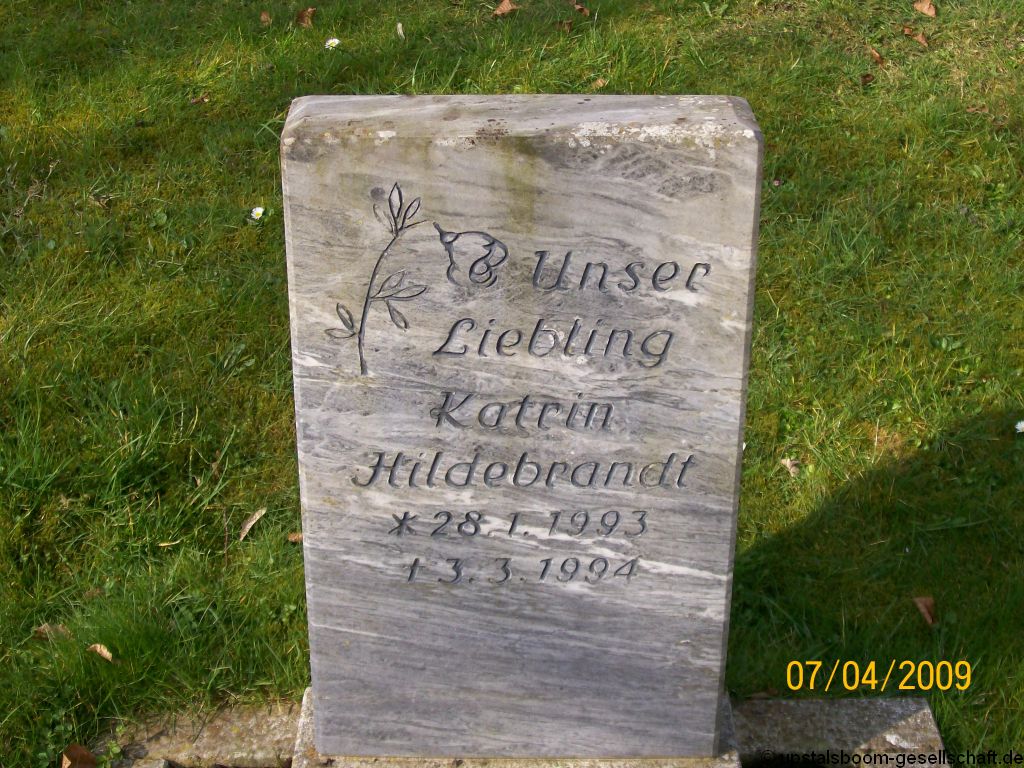 Unser
Liebling
Katrin
Hildebrandt
* 28.1.1993
† 3.3.1994
07/04/2009
© upstalsboom-gesellschaft.de